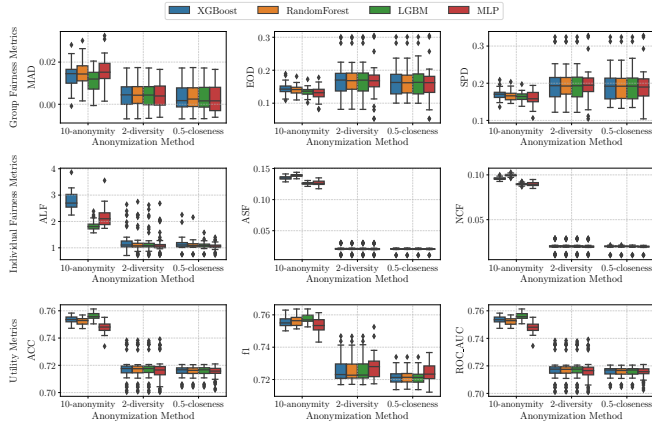 XGBoost RandomForest LGBM MLP
Group Fairness Metrics
MAD
0.02
0.00
10-anonymity 2-diversity 0.5-closeness
Anonymization Method
EOD
0.3
0.2
0.1
10-anonymity 2-diversity 0.5-closeness
Anonymization Method
SPD
0.3
0.2
0.1
10-anonymity 2-diversity 0.5-closeness
Anonymization Method
Individual Fairness Metrics
ALF
4
3
2
1
10-anonymity 2-diversity 0.5-closeness
Anonymization Method
ASF
0.15
0.10
0.05
10-anonymity 2-diversity 0.5-closeness
Anonymization Method
NCF
0.10
0.05
10-anonymity 2-diversity 0.5-closeness
Anonymization Method
Utility Metrics
ACC
0.76
0.74
0.72
0.70
10-anonymity 2-diversity 0.5-closeness
Anonymization Method
f1
0.76
0.74
0.72
10-anonymity 2-diversity 0.5-closeness
Anonymization Method
ROC_AUC
0.76
0.74
0.72
0.70
10-anonymity 2-diversity 0.5-closeness
Anonymization Method